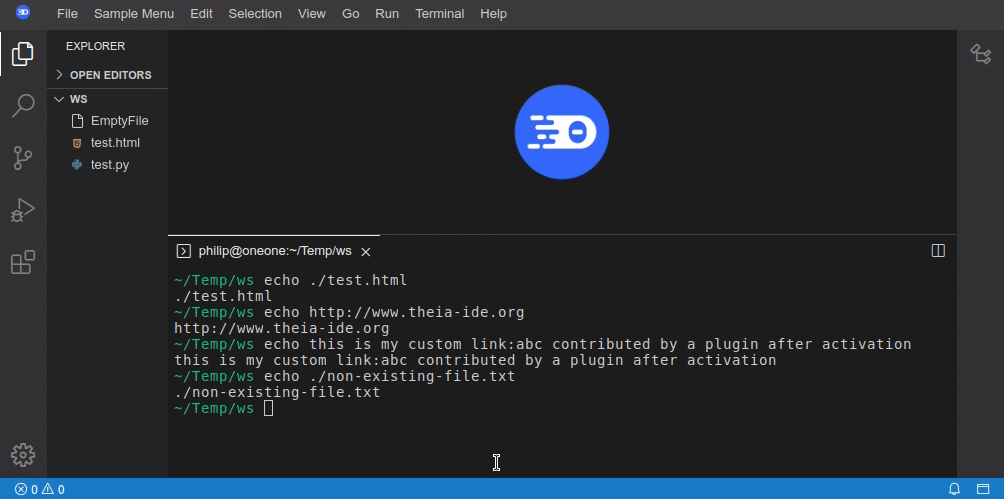 File Sample Menu Edit Selection View Go Run Terminal Help
EXPLORER
OPEN EDITORS
WS
EmptyFile
test.html
test.py
philip@oneone:~/Temp/ws
~/Temp/ws echo ./test.html
./test.html
~/Temp/ws echo http://www.theia-ide.org
http://www.theia-ide.org
~/Temp/ws echo this is my custom link:abc contributed by a plugin after activation
this is my custom link:abc contributed by a plugin after activation
~/Temp/ws echo ./non-existing-file.txt
./non-existing-file.txt
~/Temp/ws
0 0